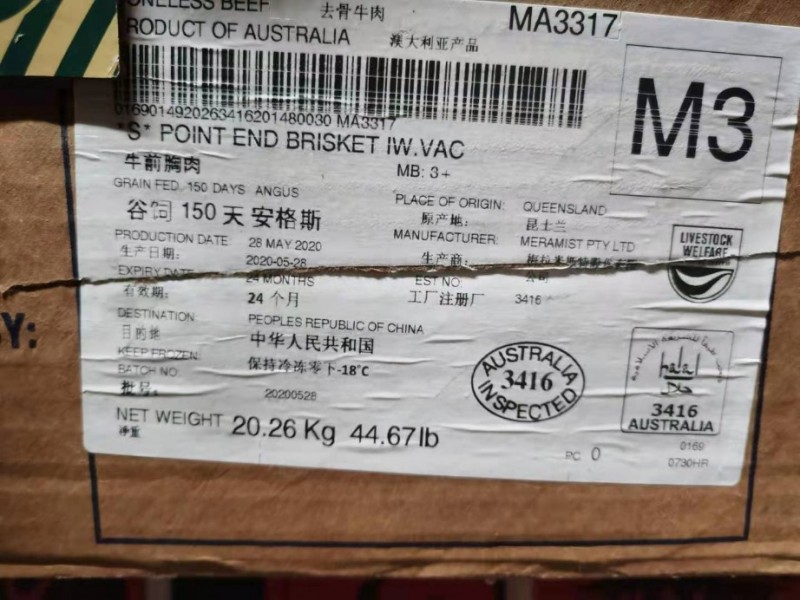 ONELESS BEEF 去骨牛肉 MA3317
RODUCT OF AUSTRALIA 澳大利亚产品
0169014920263416201480030 MA3317
M3
*S* POINT END BRISKET IW.VAC
牛前胸肉 MB: 3+
GRAIN FED, 150 DAYS ANGUS
谷饲 150 天 安格斯
PLACE OF ORIGIN: QUEENSLAND
原产地: 昆士兰
PRODUCTION DATE 28 MAY 2020
生产日期: 2020-05-28
MANUFACTURER: MERAMIST PTY LTD
生产商:
EXPIRY DATE 24 MONTHS
有效期: 24 个月
EST NO:
工厂注册厂 3416
LIVESTOCK
WELFARE
DESTINATION PEOPLES REPUBLIC OF CHINA
目的地 中华人民共和国
KEEP FROZEN: 保持冷冻零下-18°C
BATCH NO:
批号: 20200528
NET WEIGHT 20.26 Kg 44.67lb
净重
AUSTRALIA
3416
INSPECTED
halal
حلال
3416
AUSTRALIA
PC 0
0169
0730HR
Y: